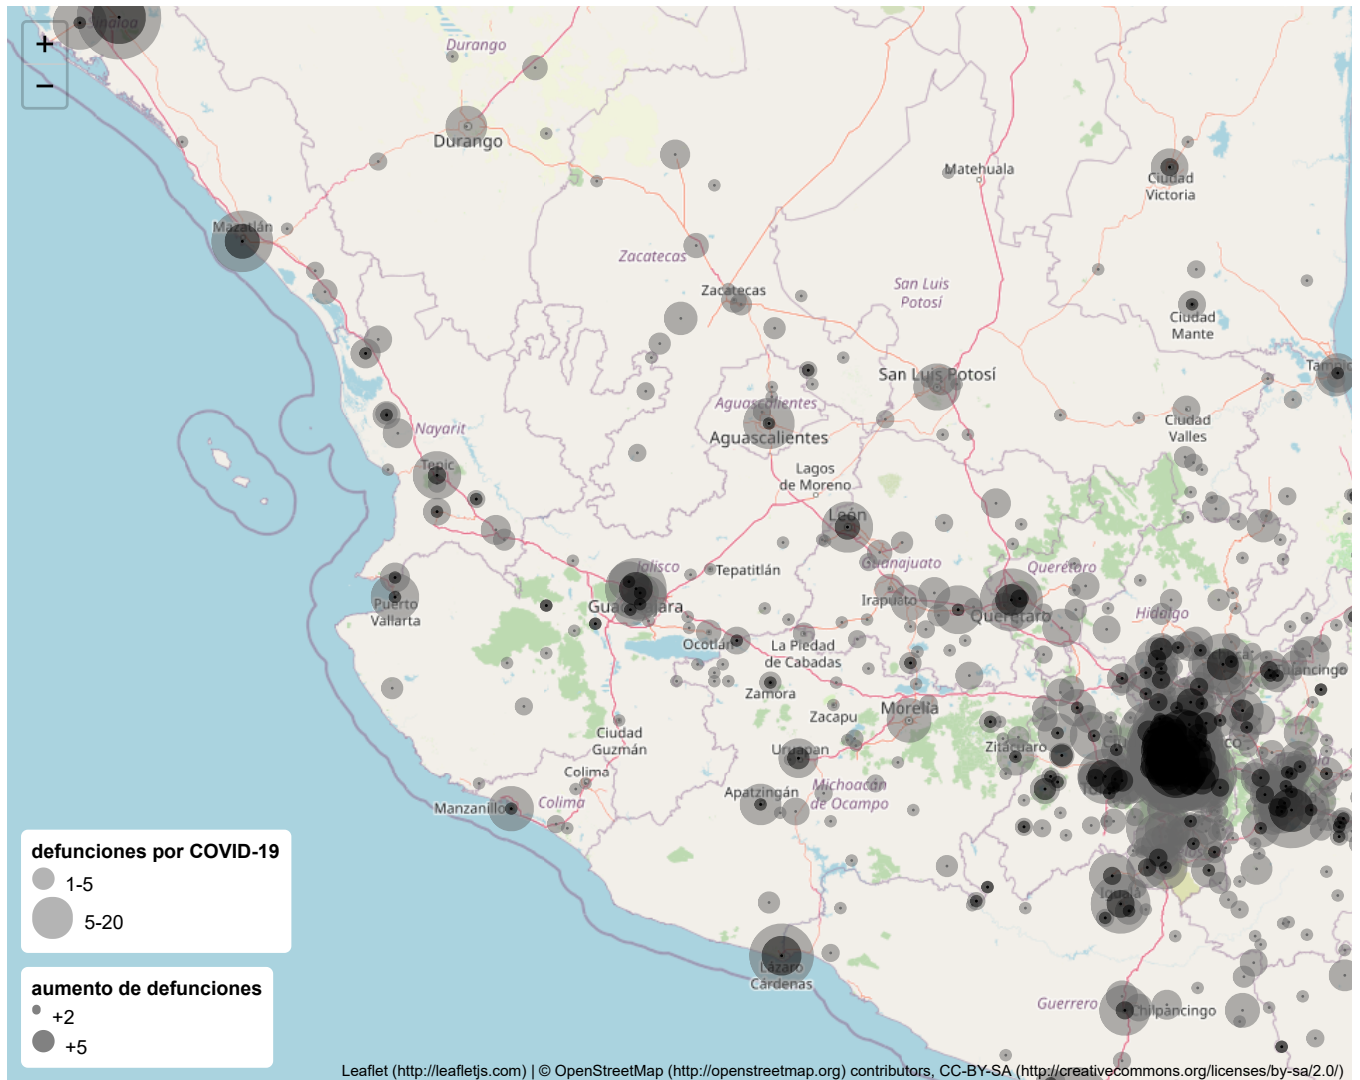 +
−
Sinaloa
Durango
Durango
Matehuala
Ciudad
Victoria
Mazatlán
Zacatecas
Zacatecas
San Luis
Potosí
Ciudad
Mante
San Luis Potosí
Aguascalientes
Aguascalientes
Ciudad
Valles
Nayarit
Tepic
Lagos
de Moreno
León
Jalisco
Tepatitlán
Guanajuato
Querétaro
Puerto
Vallarta
Guadalajara
Irapuato
Querétaro
Hidalgo
Ocotlán
La Piedad
de Cabadas
Zamora
Zacapu
Morelia
Ciudad
Guzmán
Uruapan
Zitácuaro
Colima
Manzanillo
Colima
Apatzingán
Michoacán
de Ocampo
Iguala
defunciones por COVID-19
1-5
5-20
Lázaro
Cárdenas
aumento de defunciones
+2
+5
Guerrero
Chilpancingo
Leaflet (http://leafletjs.com) | © OpenStreetMap (http://openstreetmap.org) contributors, CC-BY-SA (http://creativecommons.org/licenses/by-sa/2.0/)